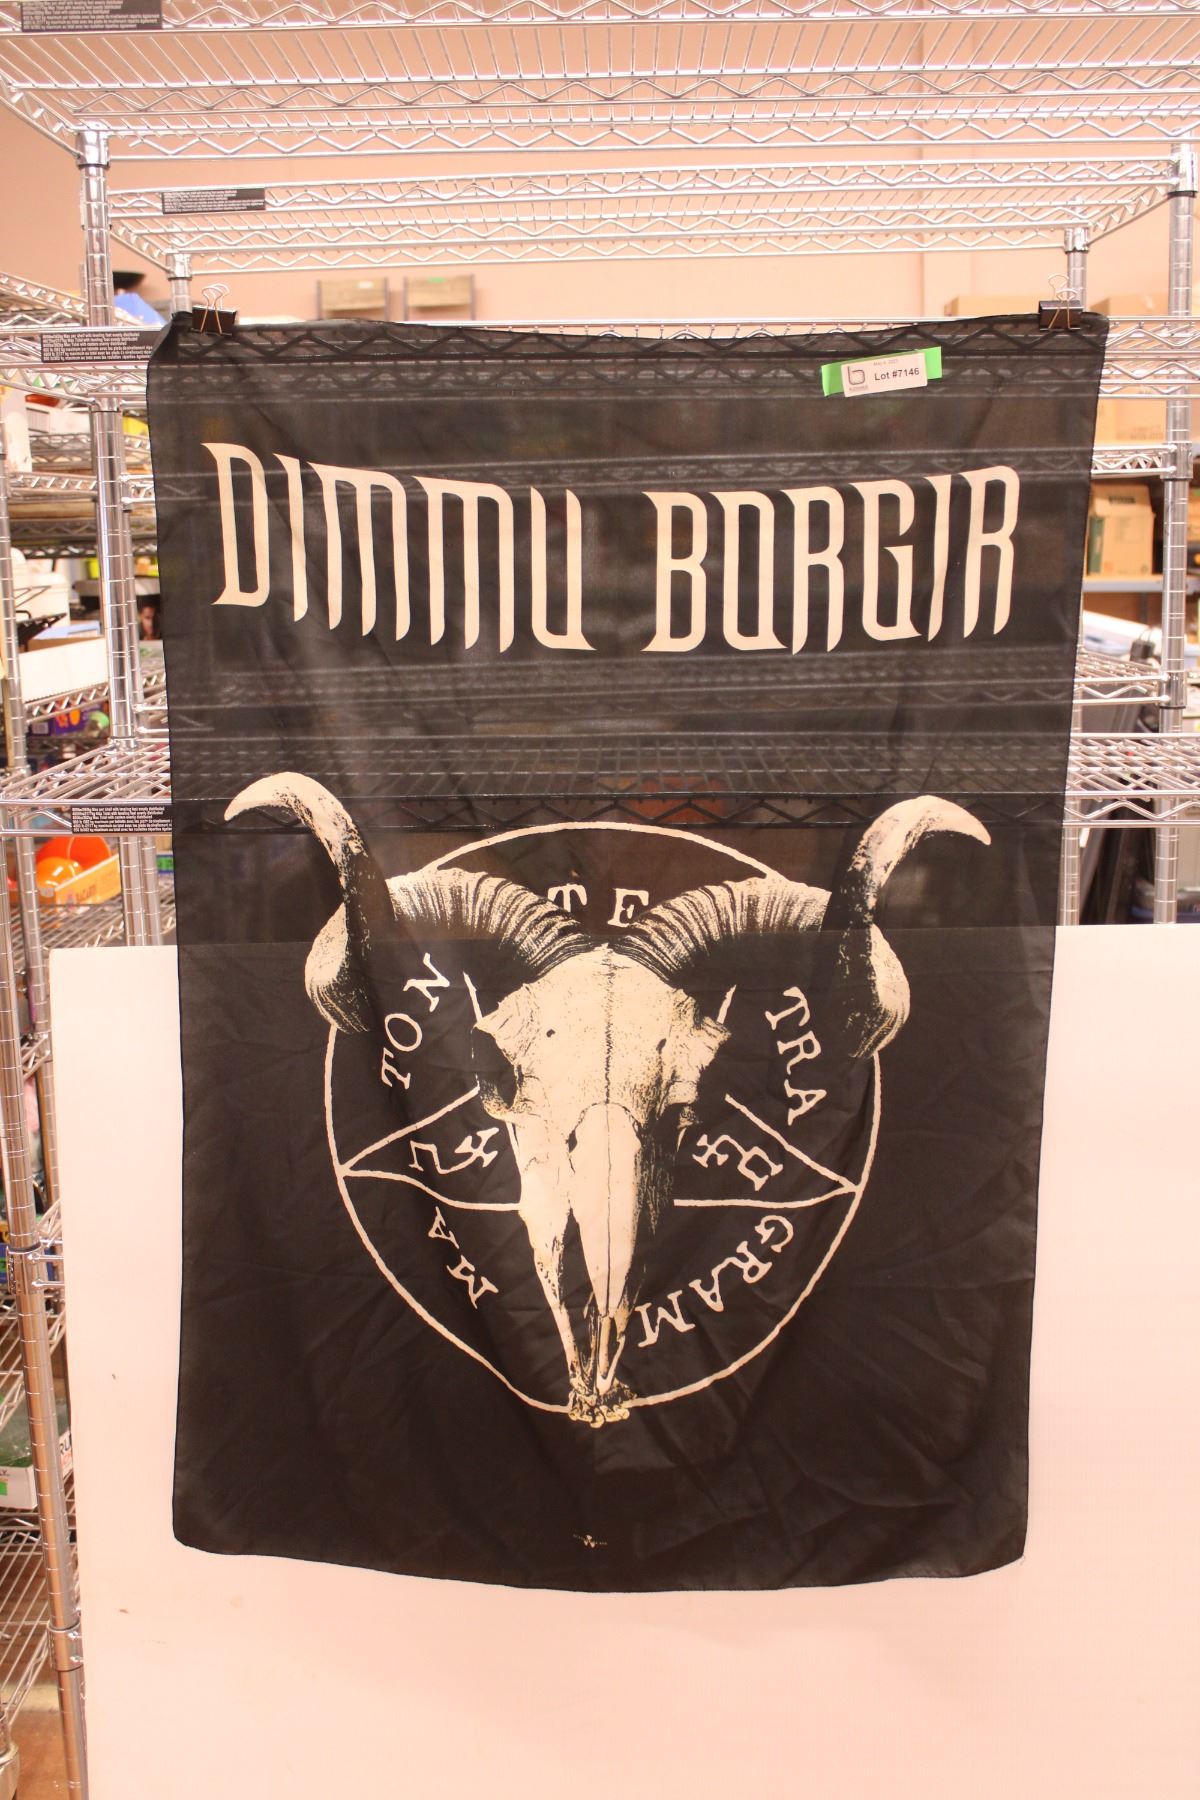 Lot #7146
DIMMU BORGIR
TE
TRA
GRAM
MA
TON